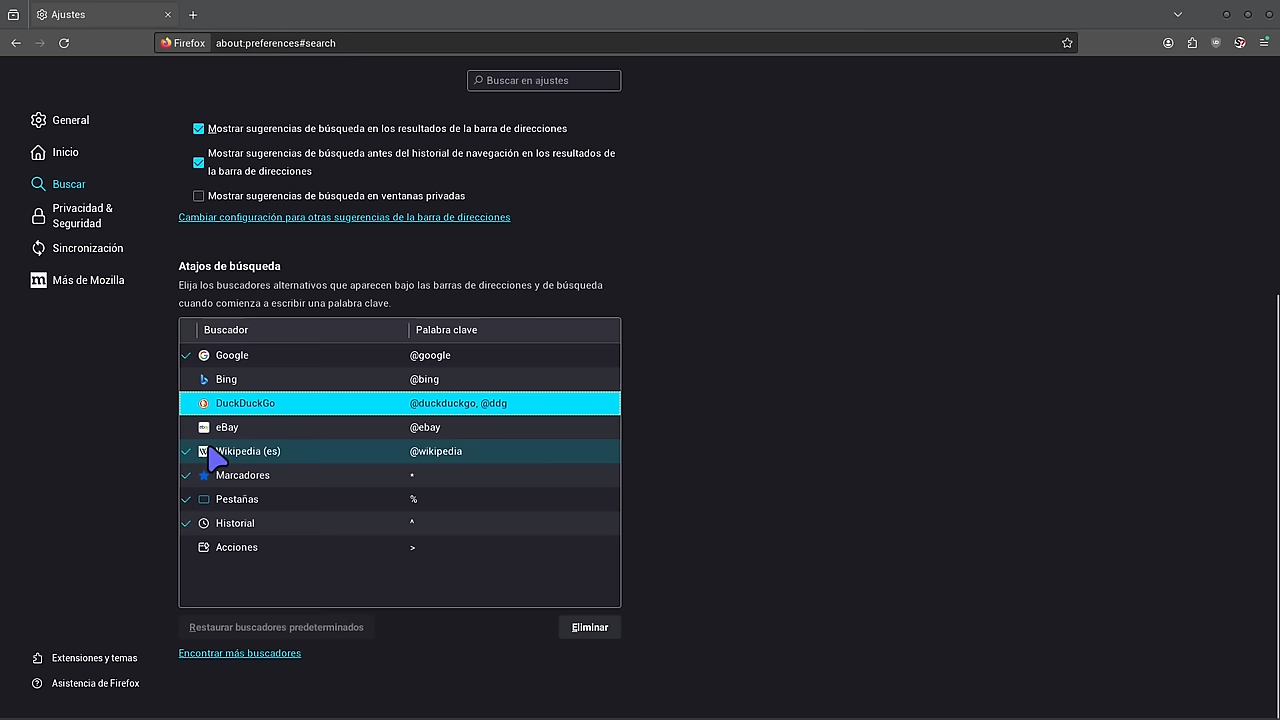 Ajustes
Firefox about:preferences#search
Buscar en ajustes
General
Inicio
Buscar
Privacidad &
Seguridad
Sincronización
Más de Mozilla
Mostrar sugerencias de búsqueda en los resultados de la barra de direcciones
Mostrar sugerencias de búsqueda antes del historial de navegación en los resultados de
la barra de direcciones
Mostrar sugerencias de búsqueda en ventanas privadas
Cambiar configuración para otras sugerencias de la barra de direcciones
Atajos de búsqueda
Elija los buscadores alternativos que aparecen bajo las barras de direcciones y de búsqueda
cuando comienza a escribir una palabra clave.
Buscador Palabra clave
Google @google
Bing @bing
DuckDuckGo @duckduckgo, @ddg
eBay @ebay
Wikipedia (es) @wikipedia
Marcadores *
Pestañas %
Historial ^
Acciones >
Restaurar buscadores predeterminados Eliminar
Encontrar más buscadores
Extensiones y temas
Asistencia de Firefox